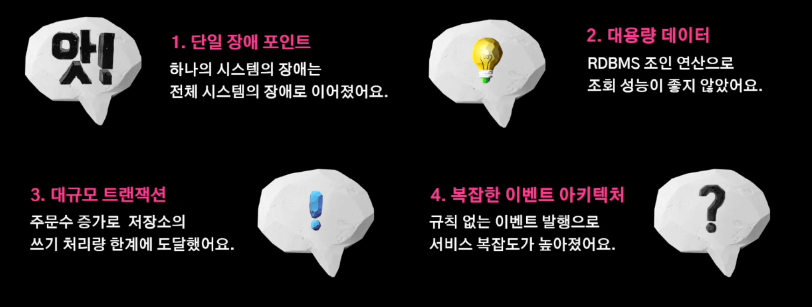 앗!
1. 단일 장애 포인트
하나의 시스템의 장애는
전체 시스템의 장애로 이어졌어요.
2. 대용량 데이터
RDBMS 조인 연산으로
조회 성능이 좋지 않았어요.
3. 대규모 트랜잭션
주문수 증가로 저장소의
쓰기 처리량 한계에 도달했어요.
!
4. 복잡한 이벤트 아키텍처
규칙 없는 이벤트 발행으로
서비스 복잡도가 높아졌어요.
?